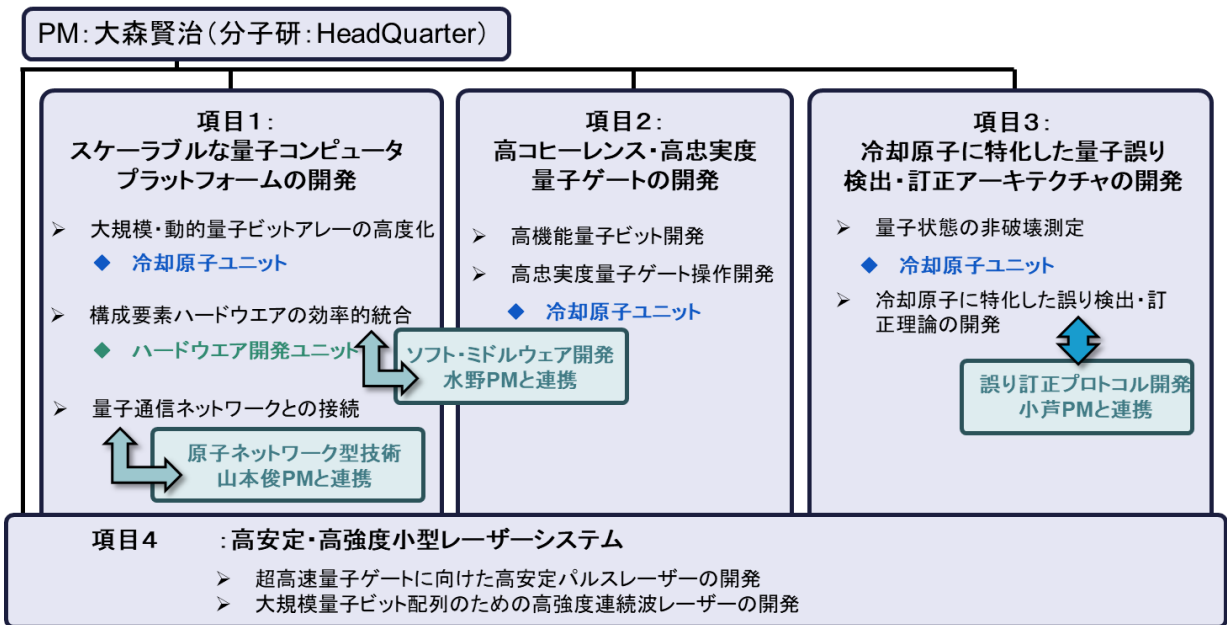 PM:大森賢治(分子研:HeadQuarter)
項目1:
スケーラブルな量子コンピュータ
プラットフォームの開発
➢ 大規模・動的量子ビットアレーの高度化
◆ 冷却原子ユニット
➢ 構成要素ハードウエアの効率的統合
◆ ハードウエア開発ユニット
ソフト・ミドルウェア開発
水野PMと連携
➢ 量子通信ネットワークとの接続
原子ネットワーク型技術
山本俊PMと連携
項目2:
高コヒーレンス・高忠実度
量子ゲートの開発
➢ 高機能量子ビット開発
➢ 高忠実度量子ゲート操作開発
◆ 冷却原子ユニット
項目3:
冷却原子に特化した量子誤り
検出・訂正アーキテクチャの開発
➢ 量子状態の非破壊測定
◆ 冷却原子ユニット
➢ 冷却原子に特化した誤り検出・訂
正理論の開発
誤り訂正プロトコル開発
小芦PMと連携
項目4 :高安定・高強度小型レーザーシステム
➢ 超高速量子ゲートに向けた高安定パルスレーザーの開発
➢ 大規模量子ビット配列のための高強度連続波レーザーの開発